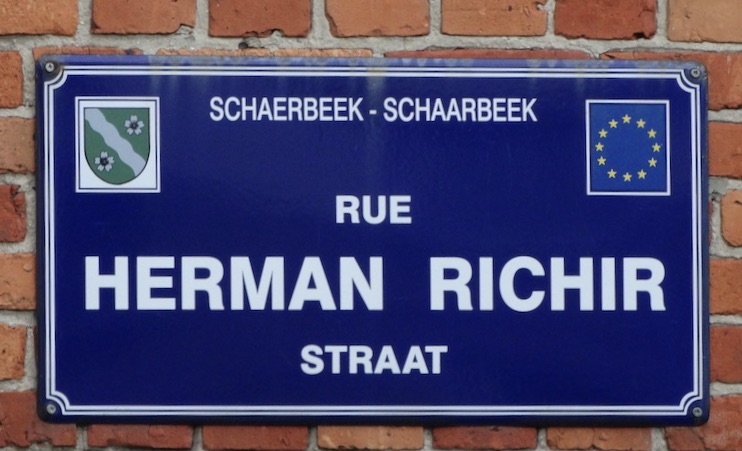 SCHAERBEEK - SCHAARBEEK
RUE
HERMAN RICHIR
STRAAT